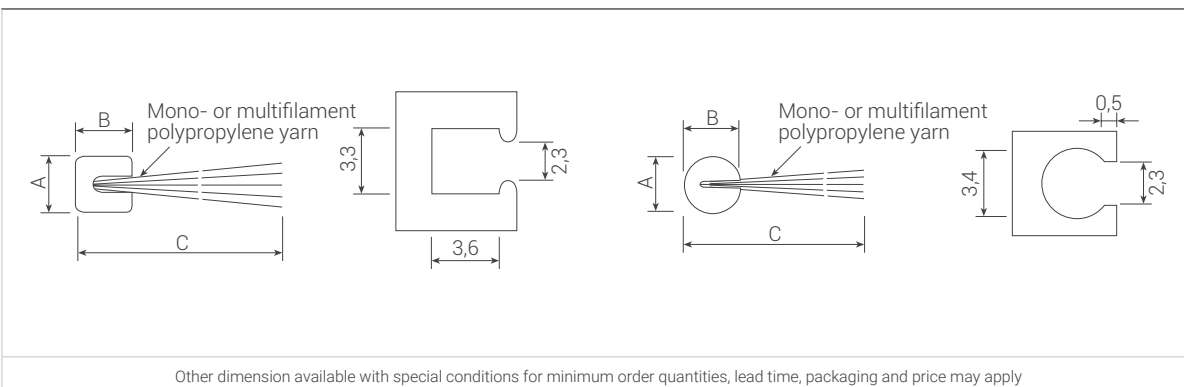 B
Mono- or multifilament
polypropylene yarn
A
C
3,3
2,3
3,6
B
Mono- or multifilament
polypropylene yarn
A
C
0,5
3,4
2,3
Other dimension available with special conditions for minimum order quantities, lead time, packaging and price may apply